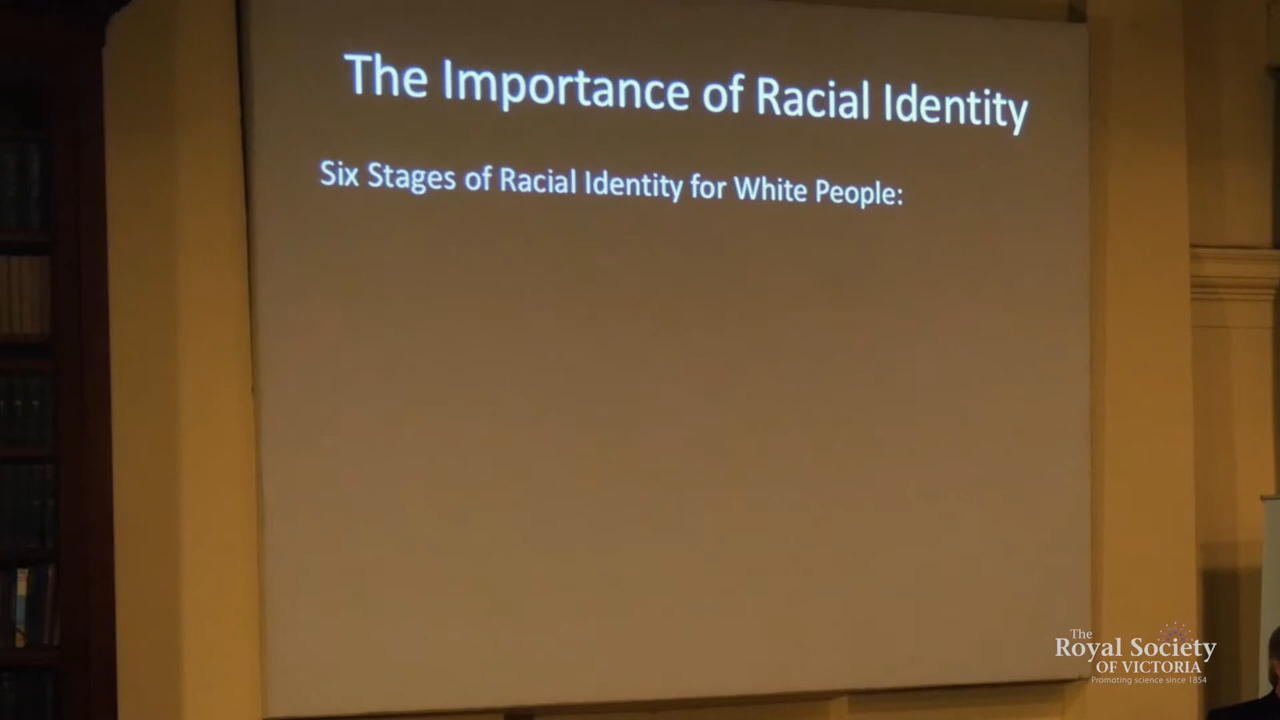 The Importance of Racial Identity
Six Stages of Racial Identity for White People:
The
Royal Society
OF VICTORIA
Promoting science since 1854